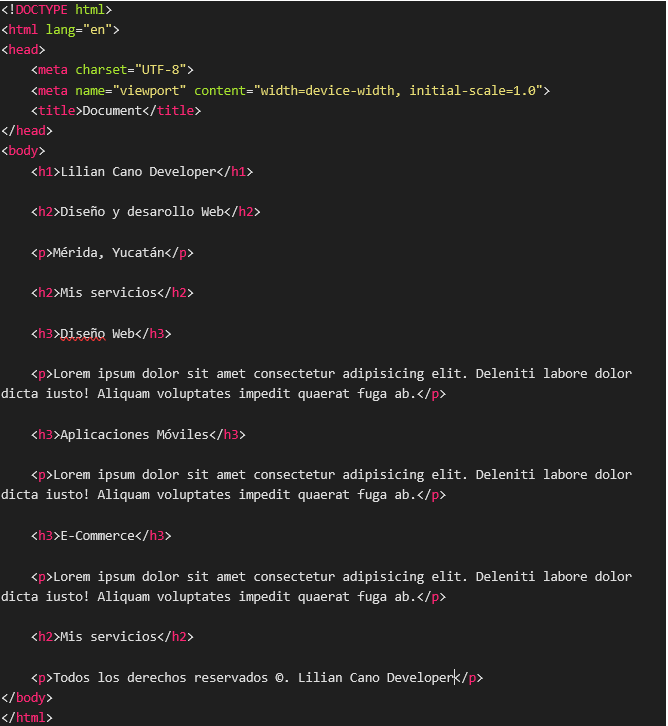 <!DOCTYPE html>
<html lang="en">
<head>
    <meta charset="UTF-8">
    <meta name="viewport" content="width=device-width, initial-scale=1.0">
    <title>Document</title>
</head>
<body>
    <h1>Lilian Cano Developer</h1>
    <h2>Diseño y desarollo Web</h2>
    <p>Mérida, Yucatán</p>
    <h2>Mis servicios</h2>
    <h3>Diseño Web</h3>
    <p>Lorem ipsum dolor sit amet consectetur adipisicing elit. Deleniti labore dolor
dicta iusto! Aliquam voluptates impedit quaerat fuga ab.</p>
    <h3>Aplicaciones Móviles</h3>
    <p>Lorem ipsum dolor sit amet consectetur adipisicing elit. Deleniti labore dolor
dicta iusto! Aliquam voluptates impedit quaerat fuga ab.</p>
    <h3>E-Commerce</h3>
    <p>Lorem ipsum dolor sit amet consectetur adipisicing elit. Deleniti labore dolor
dicta iusto! Aliquam voluptates impedit quaerat fuga ab.</p>
    <h2>Mis servicios</h2>
    <p>Todos los derechos reservados ©. Lilian Cano Developer</p>
</body>
</html>